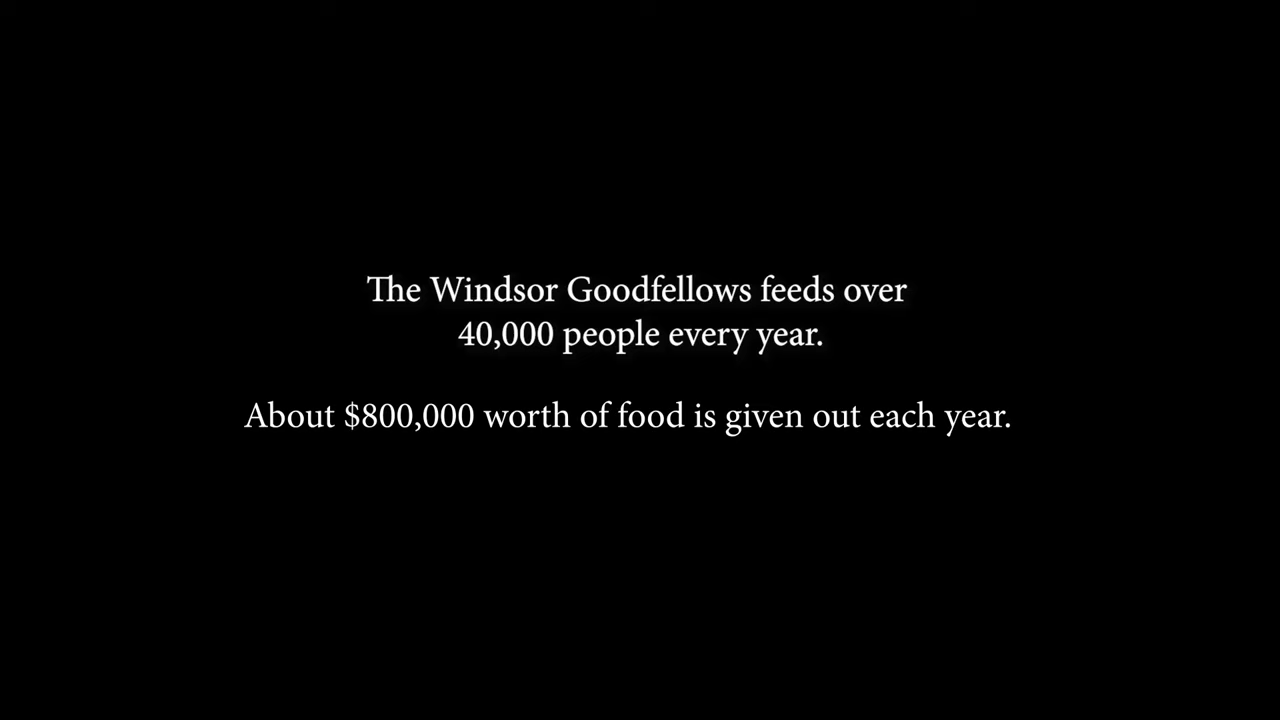 The Windsor Goodfellows feeds over
40,000 people every year.
About $800,000 worth of food is given out each year.